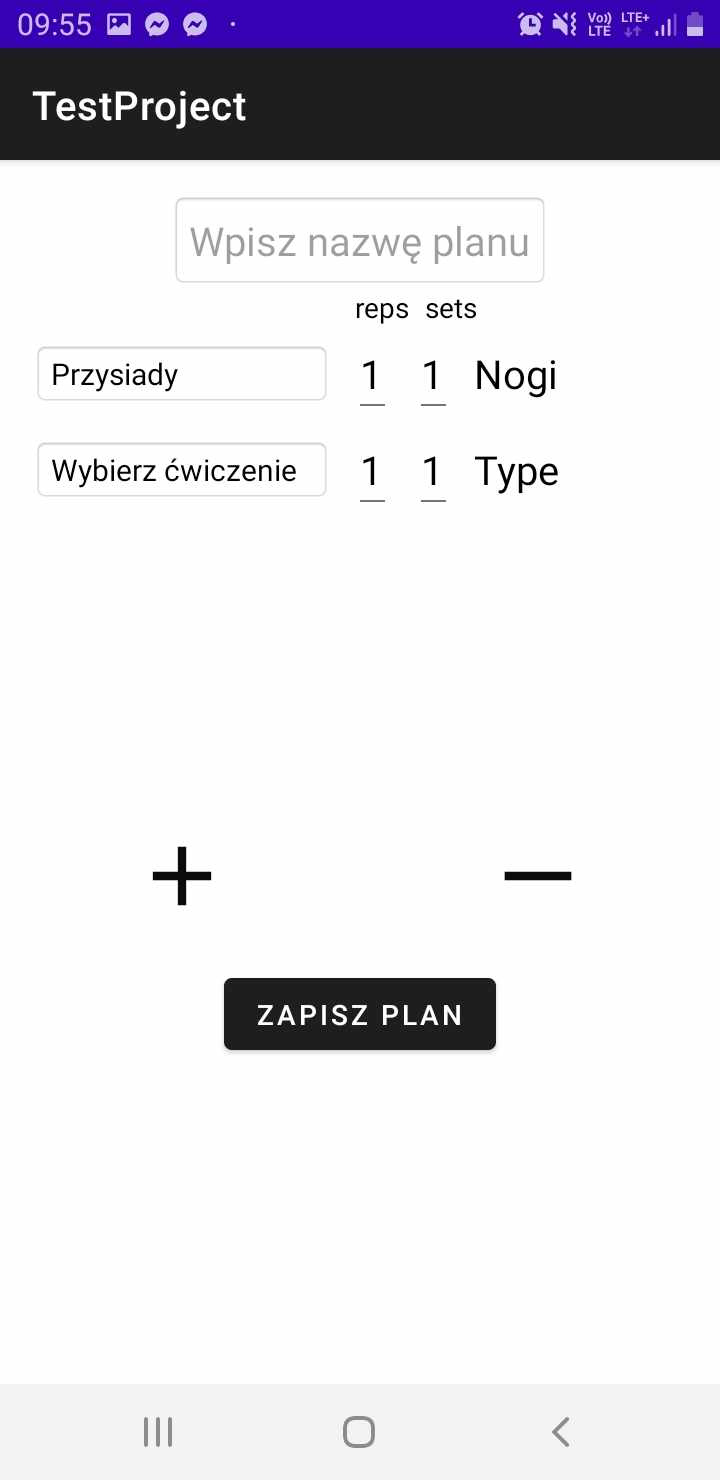 09:55 Vo)) LTE LTE+
TestProject
Wpisz nazwę planu
reps sets
Przysiady 1 1 Nogi
Wybierz ćwiczenie 1 1 Type
ZAPISZ PLAN